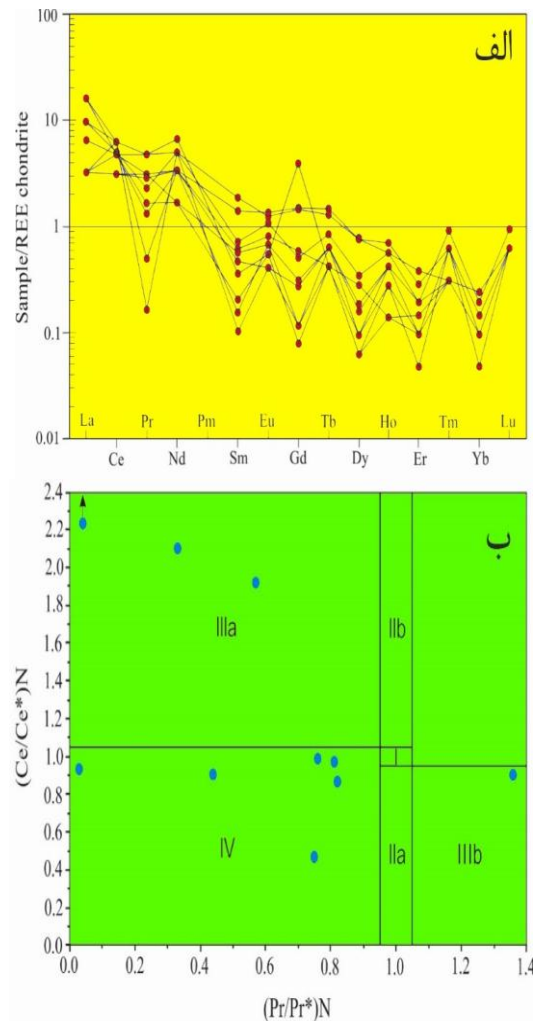 الف
Sample/REE chondrite
100
10
1
0.1
0.01
La Pr Pm Eu Tb Ho Tm Lu
Ce Nd Sm Gd Dy Er Yb
ب
(Ce/Ce*)N
2.4
2.2
2.0
1.8
1.6
1.4
1.2
1.0
0.8
0.6
0.4
0.2
0.0
IIIa
IIb
I
IV
IIa
IIIb
0.0 0.2 0.4 0.6 0.8 1.0 1.2 1.4
(Pr/Pr*)N